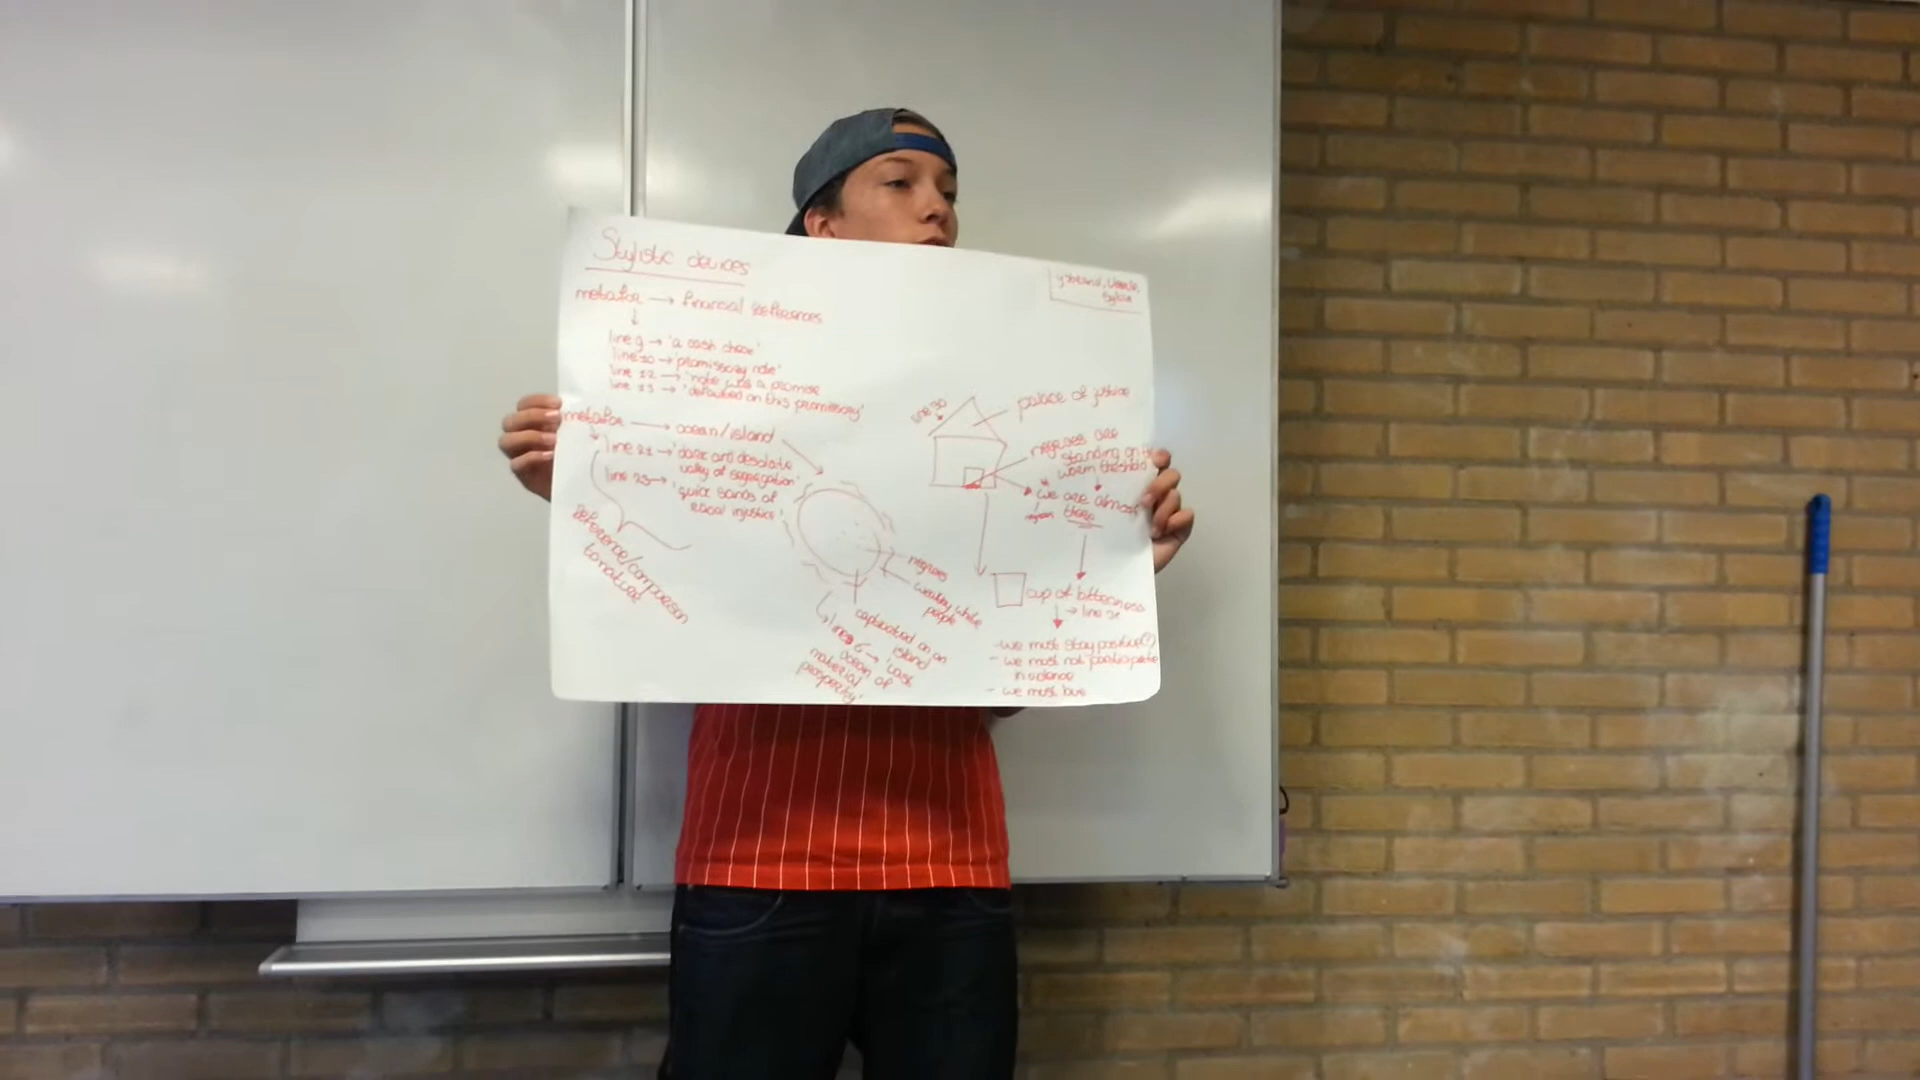 Stylistic devices
metafor → financial references
line 9 → 'a cash check'
line 10 → 'promissory note'
line 12 → 'note was a promise
line 13 → 'defaulted on this promissory'
metafor → ocean/island
line 21 → 'dark and desolate
valley of segregation'
line 23 → 'quick sands of
racial injustice'
Reference/comparison
to nature
negroes
wealthy white
people
captivated on an
island
line 6 → 'vast
ocean of
material
prosperity'
line 30
palace of justice
negroes are
standing on
warm threshold
we are almost
there
cup of bitterness
→ line 31
- we must stay positive(!)
- we must not participate
in violence
- we must